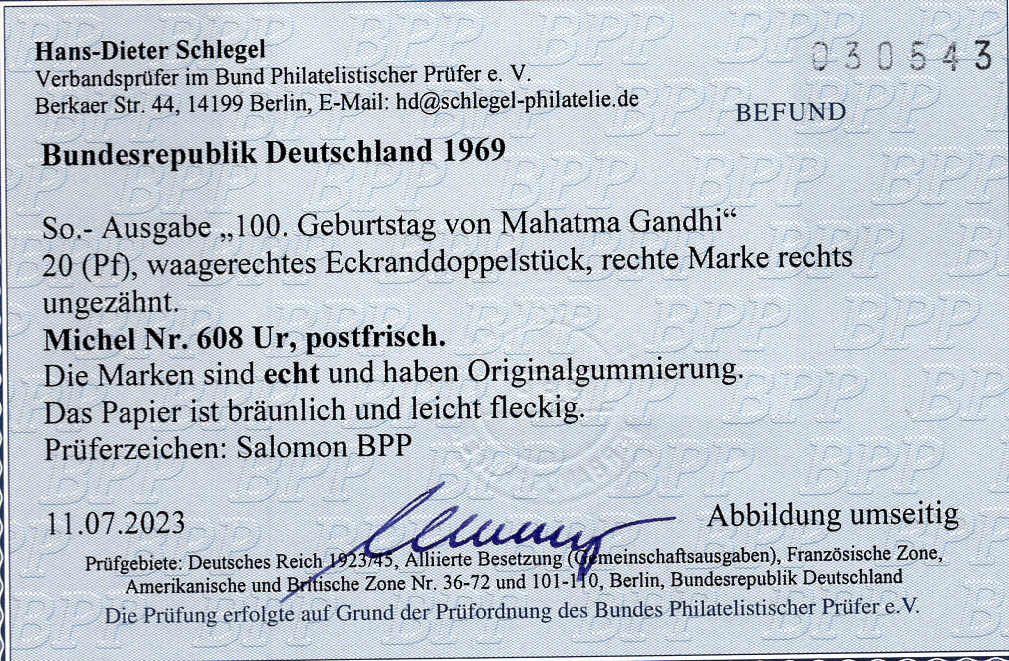 Hans-Dieter Schlegel
030543
Verbandsprüfer im Bund Philatelistischer Prüfer e. V.
Berkaer Str. 44, 14199 Berlin, E-Mail: hd@schlegel-philatelie.de
BEFUND
Bundesrepublik Deutschland 1969
So.- Ausgabe „100. Geburtstag von Mahatma Gandhi“
20 (Pf), waagerechtes Eckranddoppelstück, rechte Marke rechts
ungezähnt.
Michel Nr. 608 Ur, postfrisch.
Die Marken sind echt und haben Originalgummierung.
Das Papier ist bräunlich und leicht fleckig.
Prüferzeichen: Salomon BPP
11.07.2023
Abbildung umseitig
Prüfgebiete: Deutsches Reich 1923/45, Alliierte Besetzung (Gemeinschaftsausgaben), Französische Zone,
Amerikanische und Britische Zone Nr. 36-72 und 101-110, Berlin, Bundesrepublik Deutschland
Die Prüfung erfolgte auf Grund der Prüfordnung des Bundes Philatelistischer Prüfer e.V.